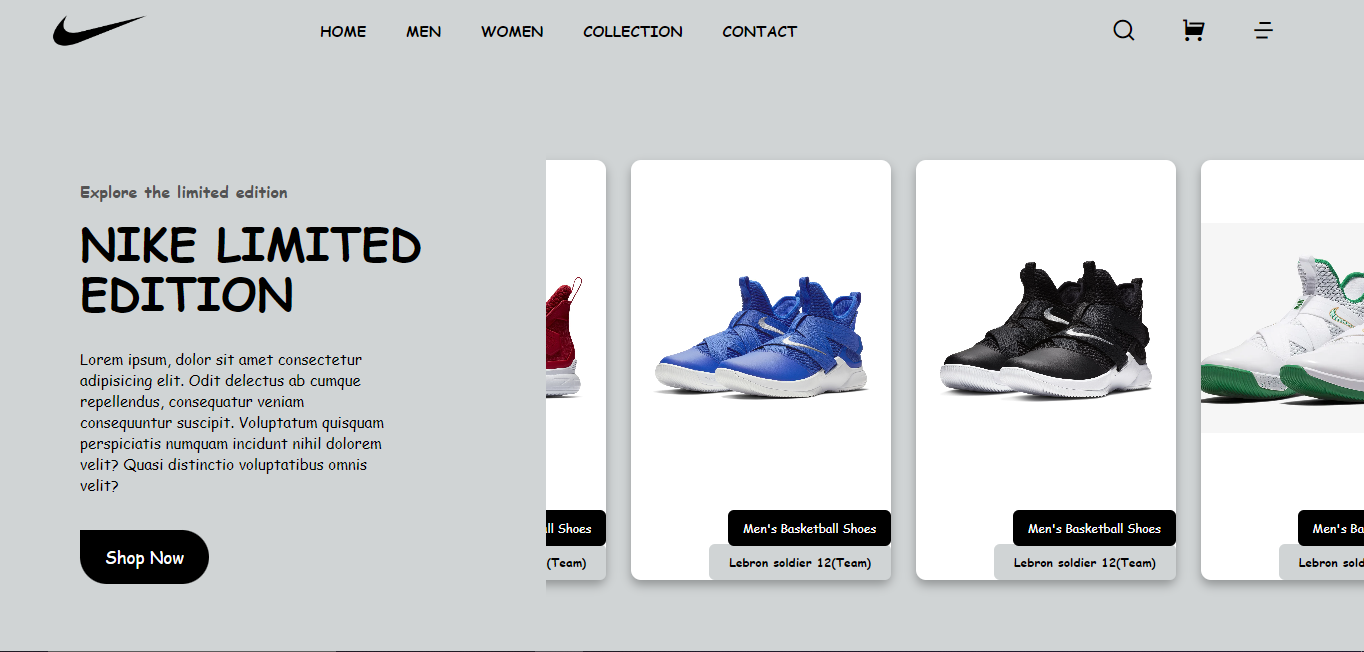 HOME MEN WOMEN COLLECTION CONTACT
Explore the limited edition
NIKE LIMITED
EDITION
Lorem ipsum, dolor sit amet consectetur
adipisicing elit. Odit delectus ab cumque
repellendus, consequatur veniam
consequuntur suscipit. Voluptatum quisquam
perspiciatis numquam incidunt nihil dolorem
velit? Quasi distinctio voluptatibus omnis
velit?
Shop Now
ll Shoes
(Team)
Men's Basketball Shoes
Lebron soldier 12(Team)
Men's Basketball Shoes
Lebron soldier 12(Team)
Men's Ba
Lebron sold